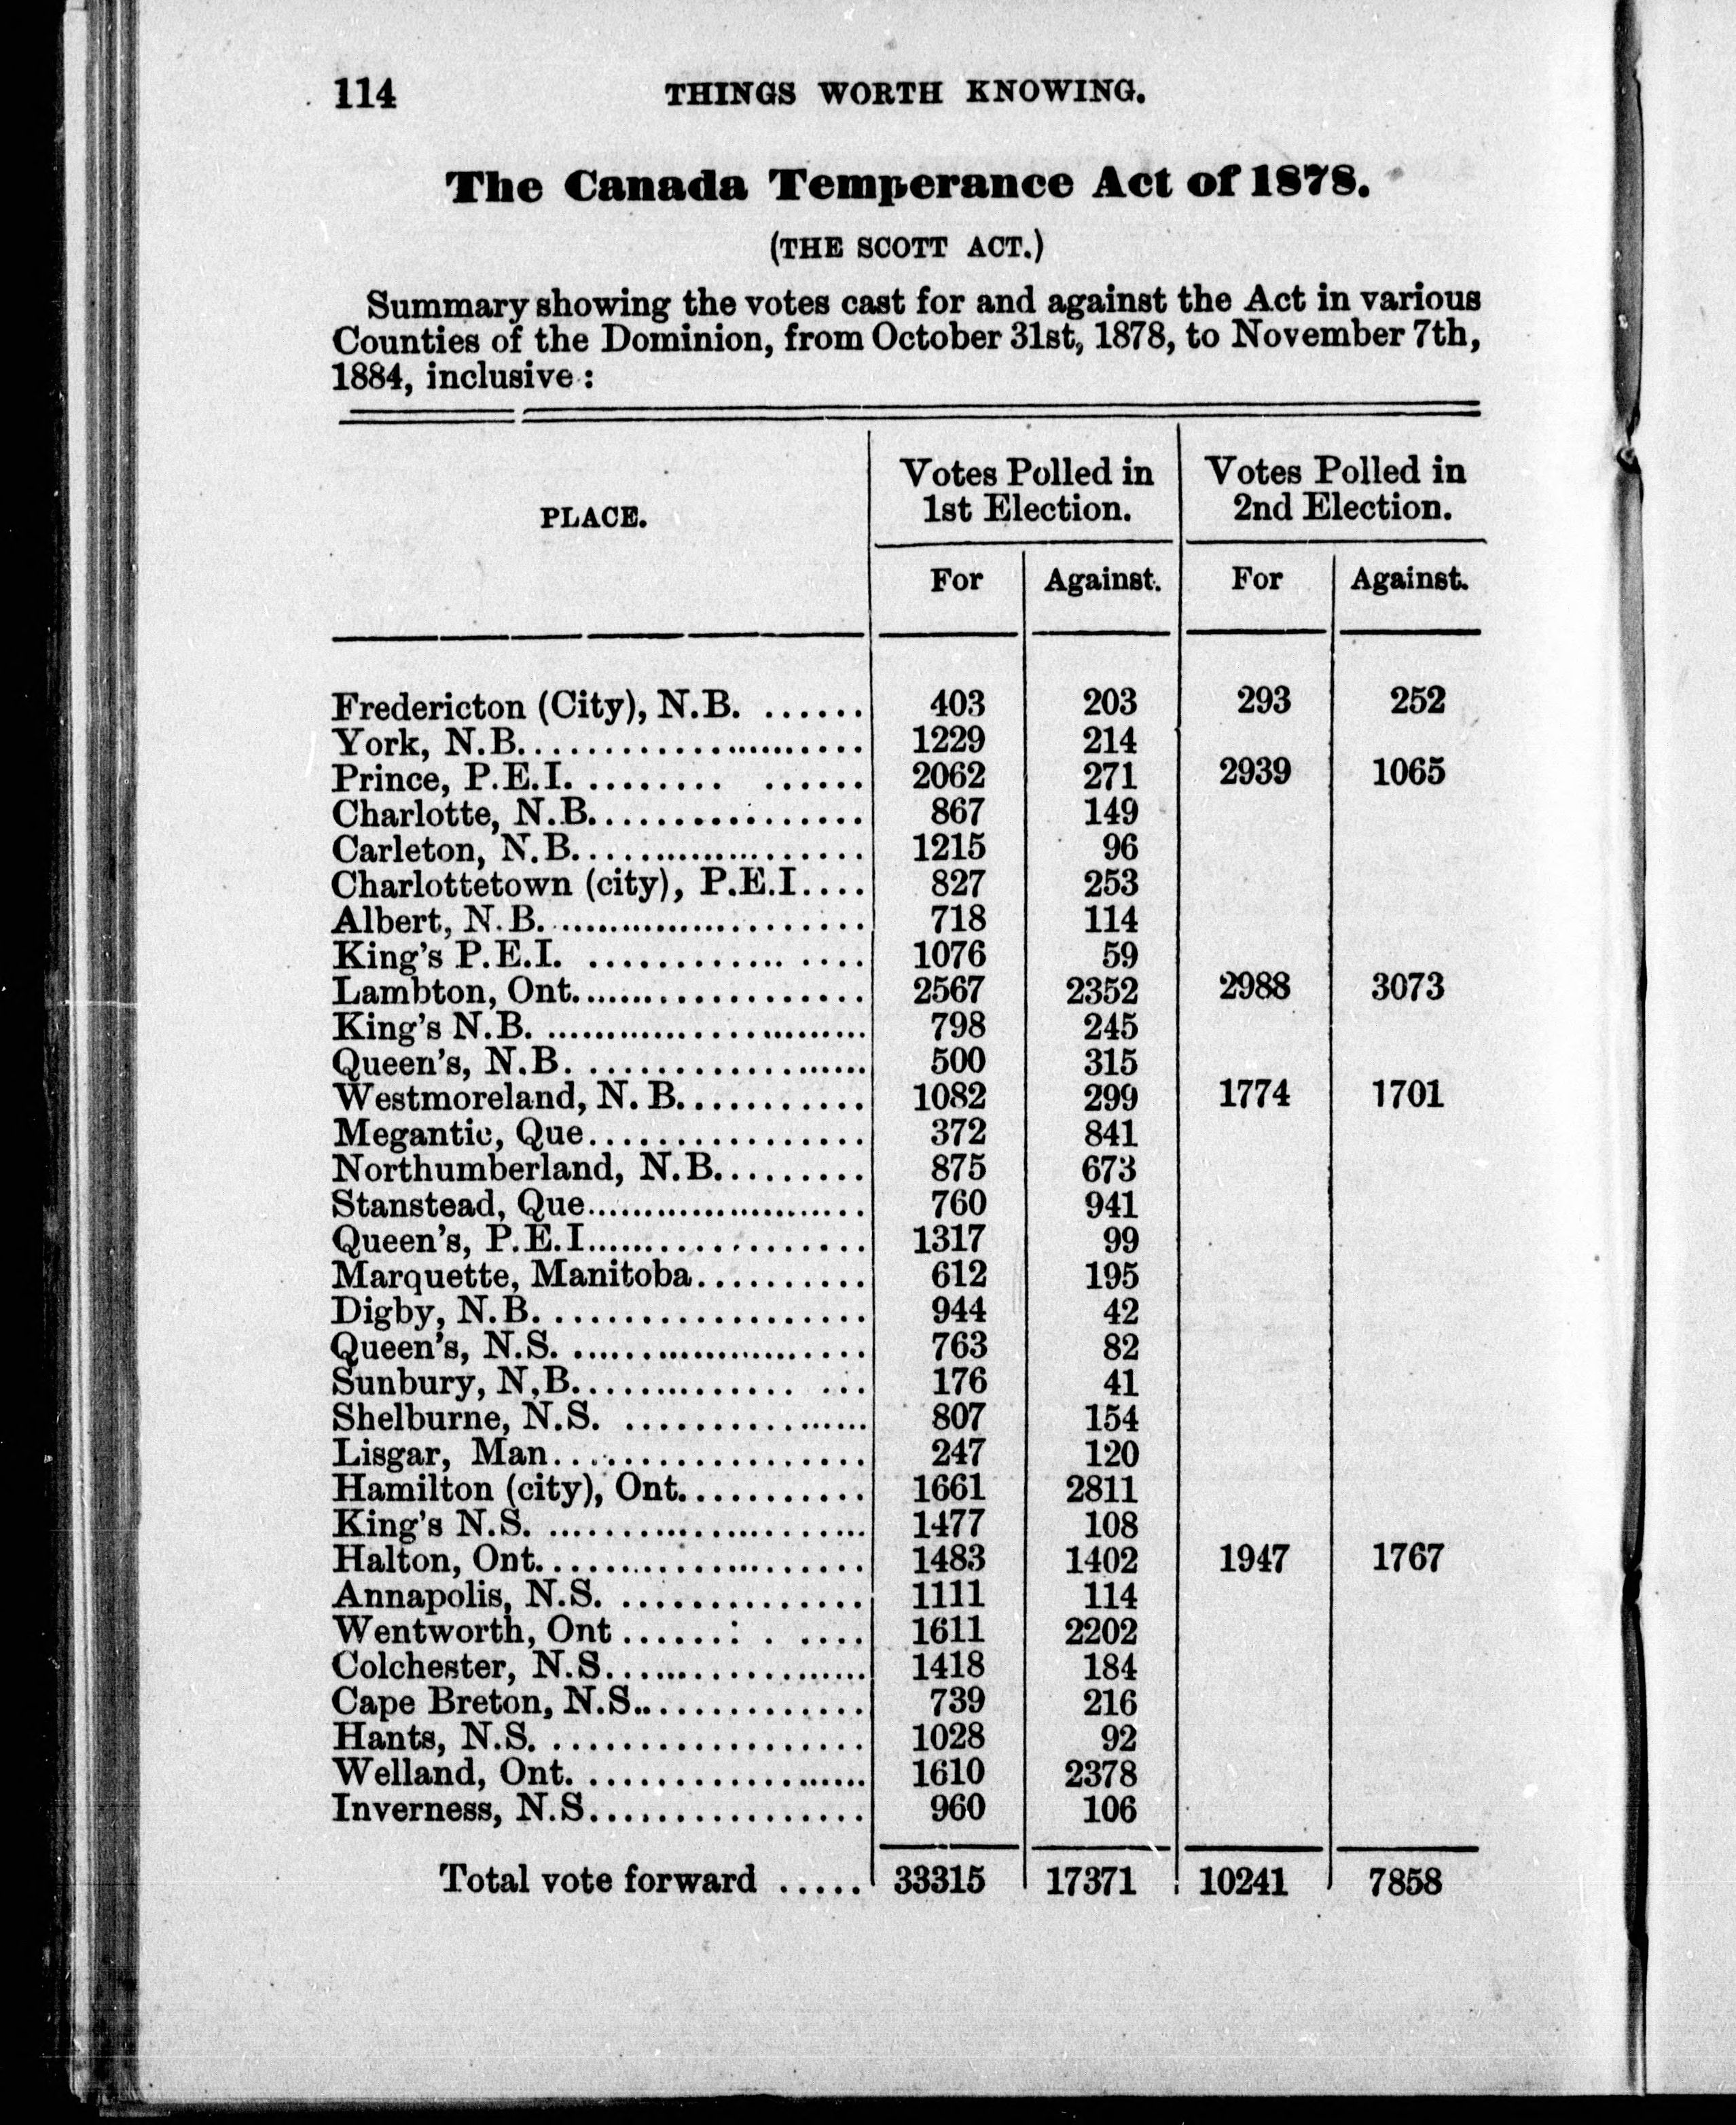 114 THINGS WORTH KNOWING.
The Canada Temperance Act of 1878.
(THE SCOTT ACT.)
Summary showing the votes cast for and against the Act in various
Counties of the Dominion, from October 31st, 1878, to November 7th,
1884, inclusive:
PLACE.
Votes Polled in 1st Election.
Votes Polled in 2nd Election.
For Against. For Against.
Fredericton (City), N.B. ...... 403 203 293 252
York, N.B.................... 1229 214
Prince, P.E.I. ......... ...... 2062 271 2939 1065
Charlotte, N.B................. 867 149
Carleton, N.B.................. 1215 96
Charlottetown (city), P.E.I.... 827 253
Albert, N.B. .................. 718 114
King's P.E.I. ............ .... 1076 59
Lambton, Ont................... 2567 2352 2988 3073
King's N.B. ................... 798 245
Queen's, N.B. ................. 500 315
Westmoreland, N. B............ 1082 299 1774 1701
Megantic, Que................. 372 841
Northumberland, N.B......... 875 673
Stanstead, Que................. 760 941
Queen's, P.E.I................. 1317 99
Marquette, Manitoba.......... 612 195
Digby, N.B. ................... 944 42
Queen's, N.S. ................. 763 82
Sunbury, N,B.............. ... 176 41
Shelburne, N.S. ............... 807 154
Lisgar, Man................... 247 120
Hamilton (city), Ont........... 1661 2811
King's N.S. ................... 1477 108
Halton, Ont................... 1483 1402 1947 1767
Annapolis, N.S. .............. 1111 114
Wentworth, Ont ......: . .... 1611 2202
Colchester, N.S............... 1418 184
Cape Breton, N.S.............. 739 216
Hants, N.S. ................... 1028 92
Welland, Ont. ................. 1610 2378
Inverness, N.S................ 960 106
Total vote forward ..... 33315 17371 10241 7858